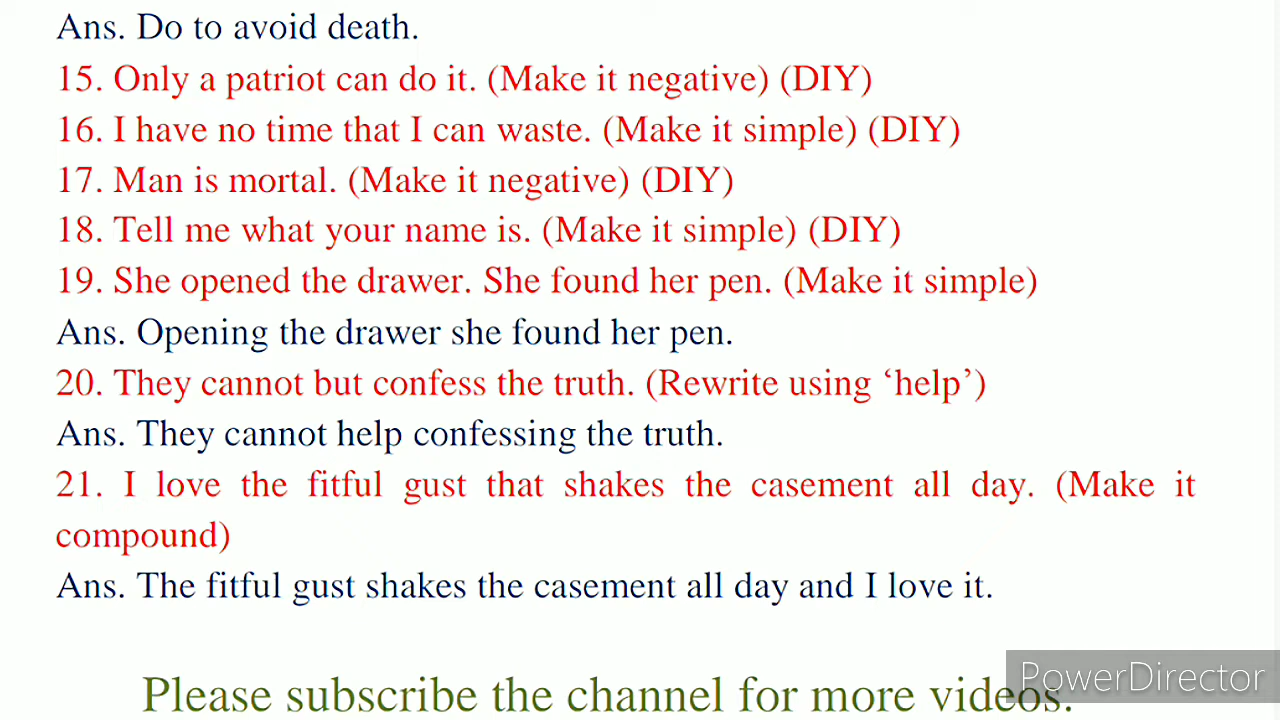 Ans. Do to avoid death.
15. Only a patriot can do it. (Make it negative) (DIY)
16. I have no time that I can waste. (Make it simple) (DIY)
17. Man is mortal. (Make it negative) (DIY)
18. Tell me what your name is. (Make it simple) (DIY)
19. She opened the drawer. She found her pen. (Make it simple)
Ans. Opening the drawer she found her pen.
20. They cannot but confess the truth. (Rewrite using ‘help’)
Ans. They cannot help confessing the truth.
21. I love the fitful gust that shakes the casement all day. (Make it
compound)
Ans. The fitful gust shakes the casement all day and I love it.
Please subscribe the channel for more videos.
PowerDirector